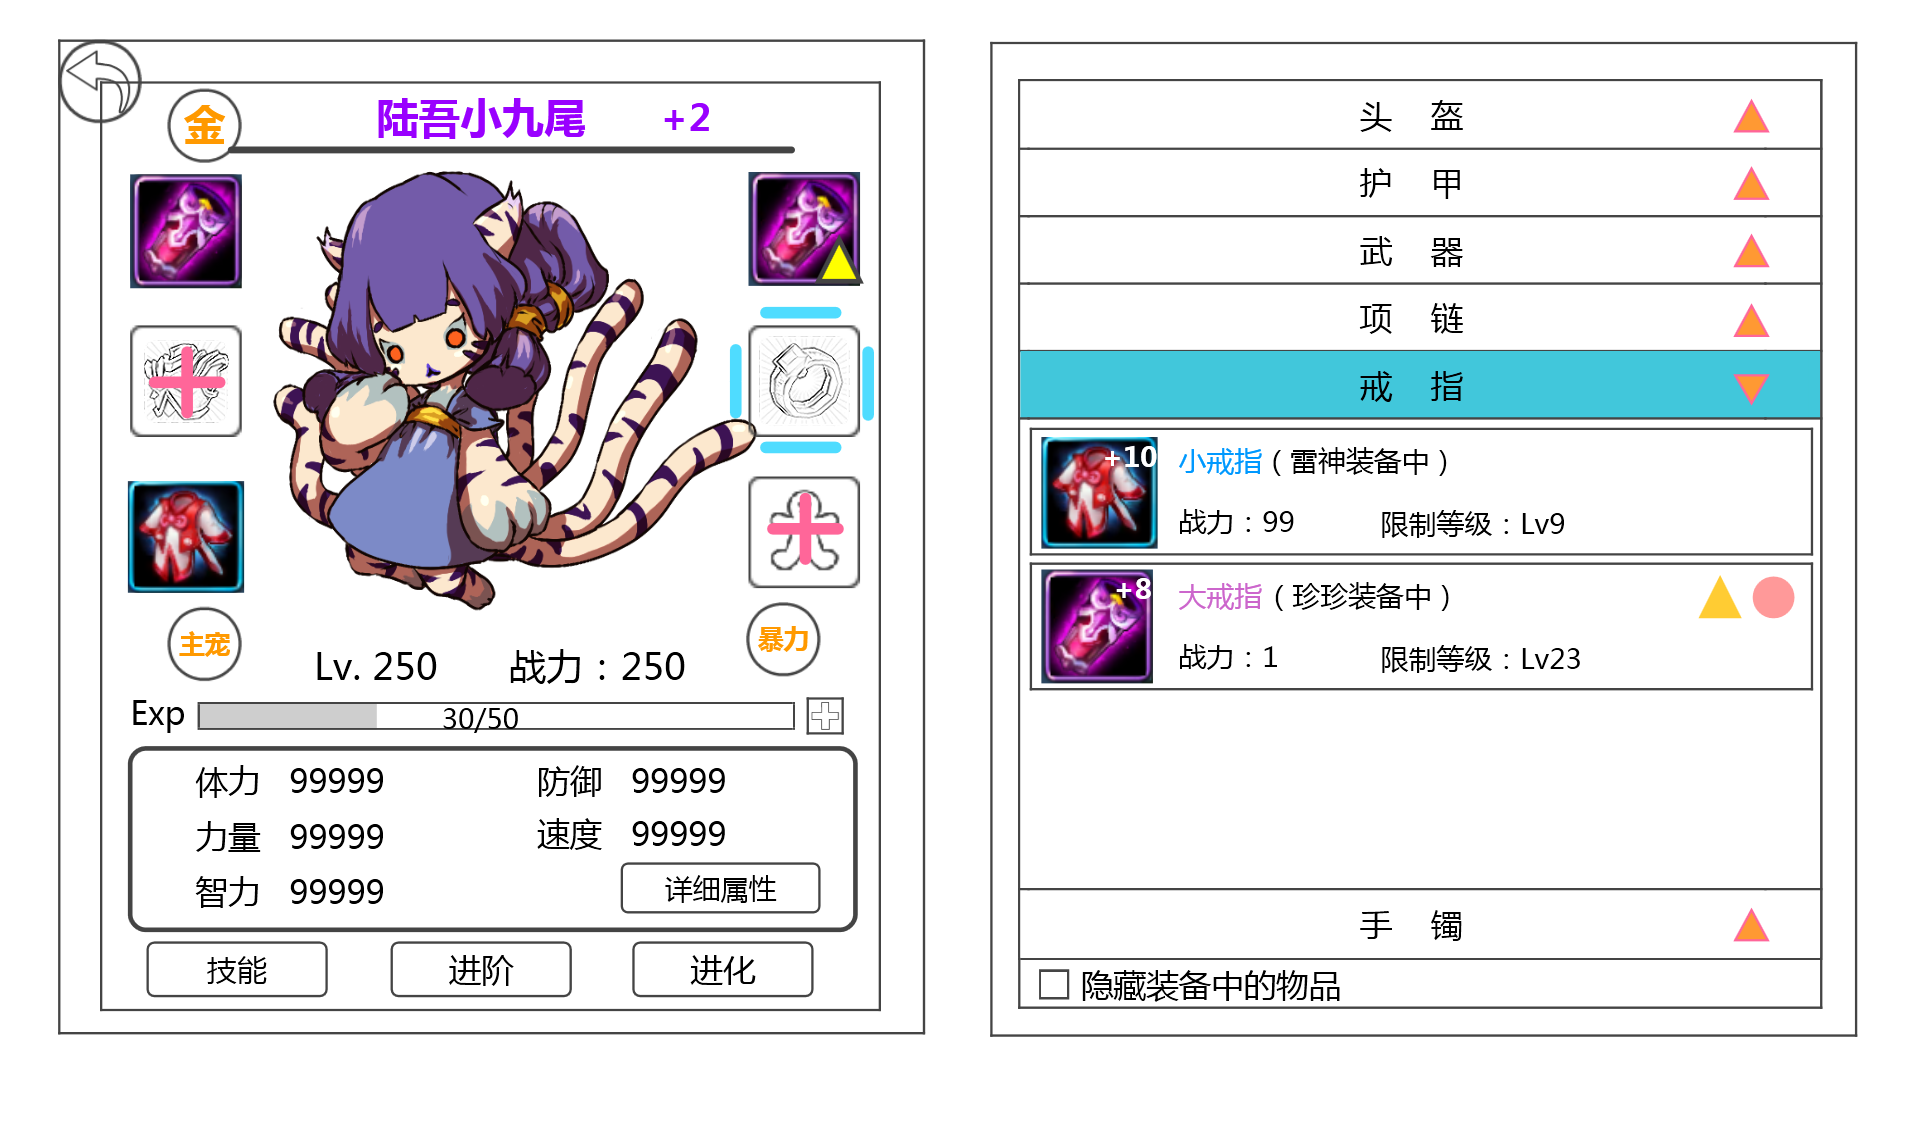 金
陆吾小九尾 +2
主宠
暴力
Lv. 250 战力：250
Exp 30/50
体力 99999 防御 99999
力量 99999 速度 99999
智力 99999
详细属性
技能 进阶 进化
头 盔
护 甲
武 器
项 链
戒 指
+10
小戒指（雷神装备中）
战力：99 限制等级：Lv9
+8
大戒指（珍珍装备中）
战力：1 限制等级：Lv23
手 镯
隐藏装备中的物品